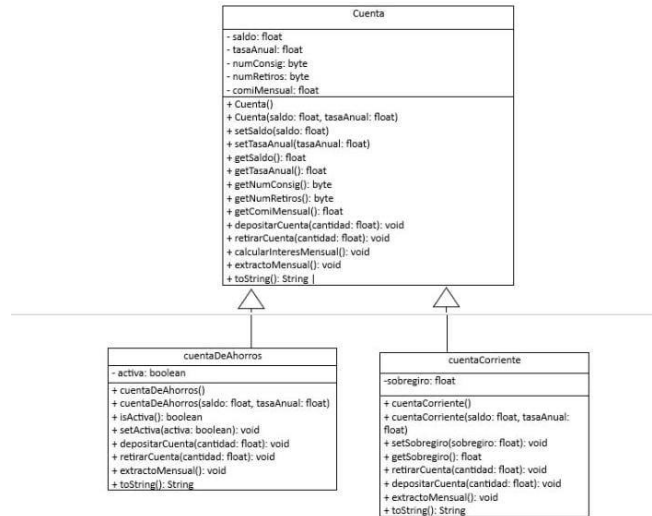 Cuenta
- saldo: float
- tasaAnual: float
- numConsig: byte
- numRetiros: byte
- comiMensual: float
+ Cuenta()
+ Cuenta(saldo: float, tasaAnual: float)
+ setSaldo(saldo: float)
+ setTasaAnual(tasaAnual: float)
+ getSaldo(): float
+ getTasaAnual(): float
+ getNumConsig(): byte
+ getNumRetiros(): byte
+ getComiMensual(): float
+ depositarCuenta(cantidad: float): void
+ retirarCuenta(cantidad: float): void
+ calcularInteresMensual(): void
+ extractoMensual(): void
+ toString(): String |
cuentaDeAhorros
- activa: boolean
+ cuentaDeAhorros()
+ cuentaDeAhorros(saldo: float, tasaAnual: float)
+ isActiva(): boolean
+ setActiva(activa: boolean): void
+ depositarCuenta(cantidad: float): void
+ retirarCuenta(cantidad: float): void
+ extractoMensual(): void
+ toString(): String
cuentaCorriente
-sobregiro: float
+ cuentaCorriente()
+ cuentaCorriente(saldo: float, tasaAnual:
float)
+ setSobregiro(sobregiro: float): void
+ getSobregiro(): float
+ retirarCuenta(cantidad: float): void
+ depositarCuenta(cantidad: float): void
+ extractoMensual(): void
+ toString(): String